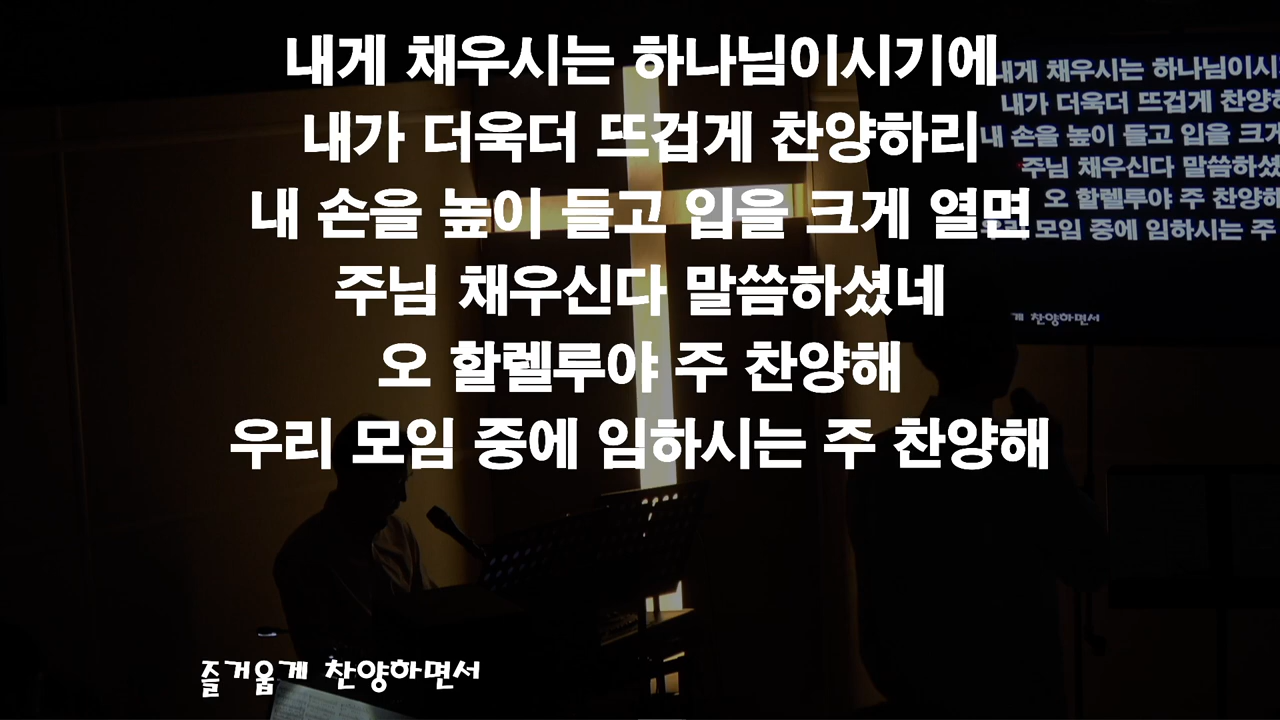 내게 채우시는 하나님이시기에
내가 더욱더 뜨겁게 찬양하리
내 손을 높이 들고 입을 크게 열면
주님 채우신다 말씀하셨네
오 할렐루야 주 찬양해
우리 모임 중에 임하시는 주 찬양해
즐거웁게 찬양하면서
내게 채우시는 하나님이시
내가 더욱더 뜨겁게 찬양하
내 손을 높이 들고 입을 크게
주님 채우신다 말씀하셨
오 할렐루야 주 찬양해
우리 모임 중에 임하시는 주
게 찬양하면서